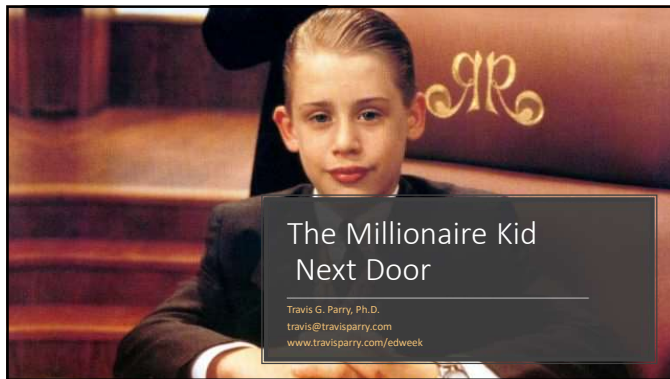 RR
The Millionaire Kid
Next Door
Travis G. Parry, Ph.D.
travis@travisparry.com
www.travisparry.com/edweek